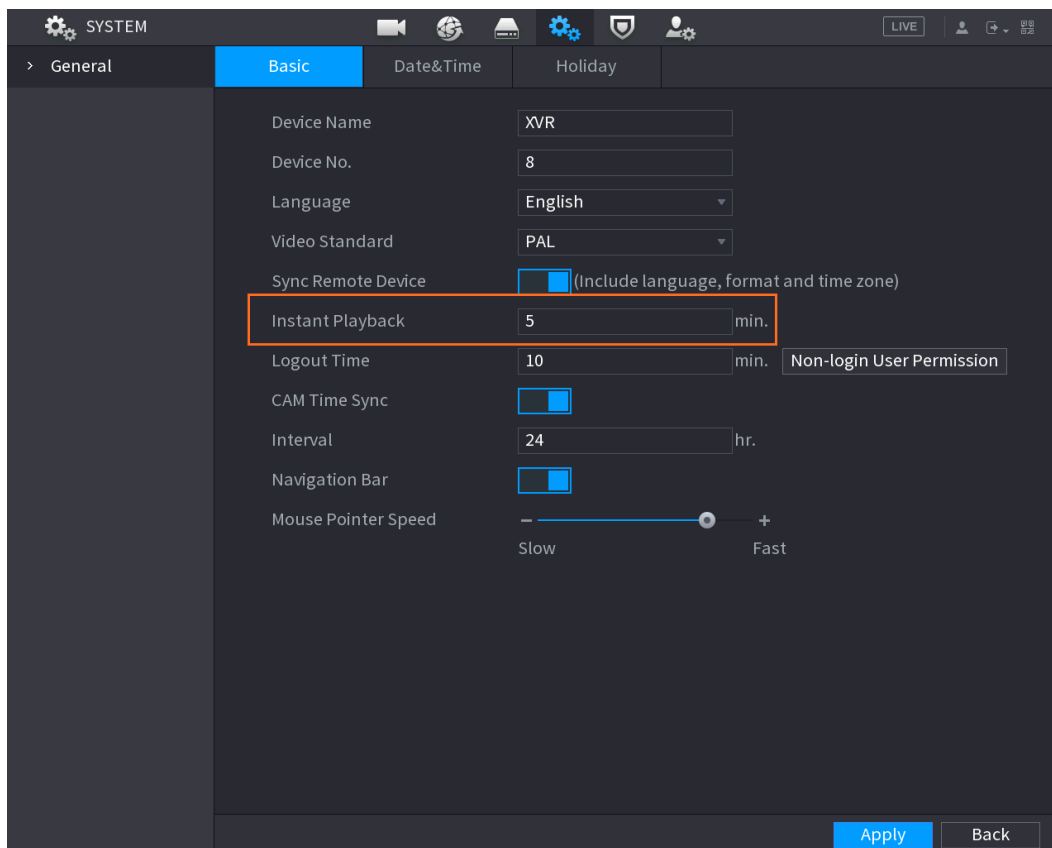 SYSTEM LIVE
General Basic Date&Time Holiday
Device Name XVR
Device No. 8
Language English
Video Standard PAL
Sync Remote Device (Include language, format and time zone)
Instant Playback 5 min.
Logout Time 10 min. Non-login User Permission
CAM Time Sync
Interval 24 hr.
Navigation Bar
Mouse Pointer Speed
Slow Fast
Apply Back